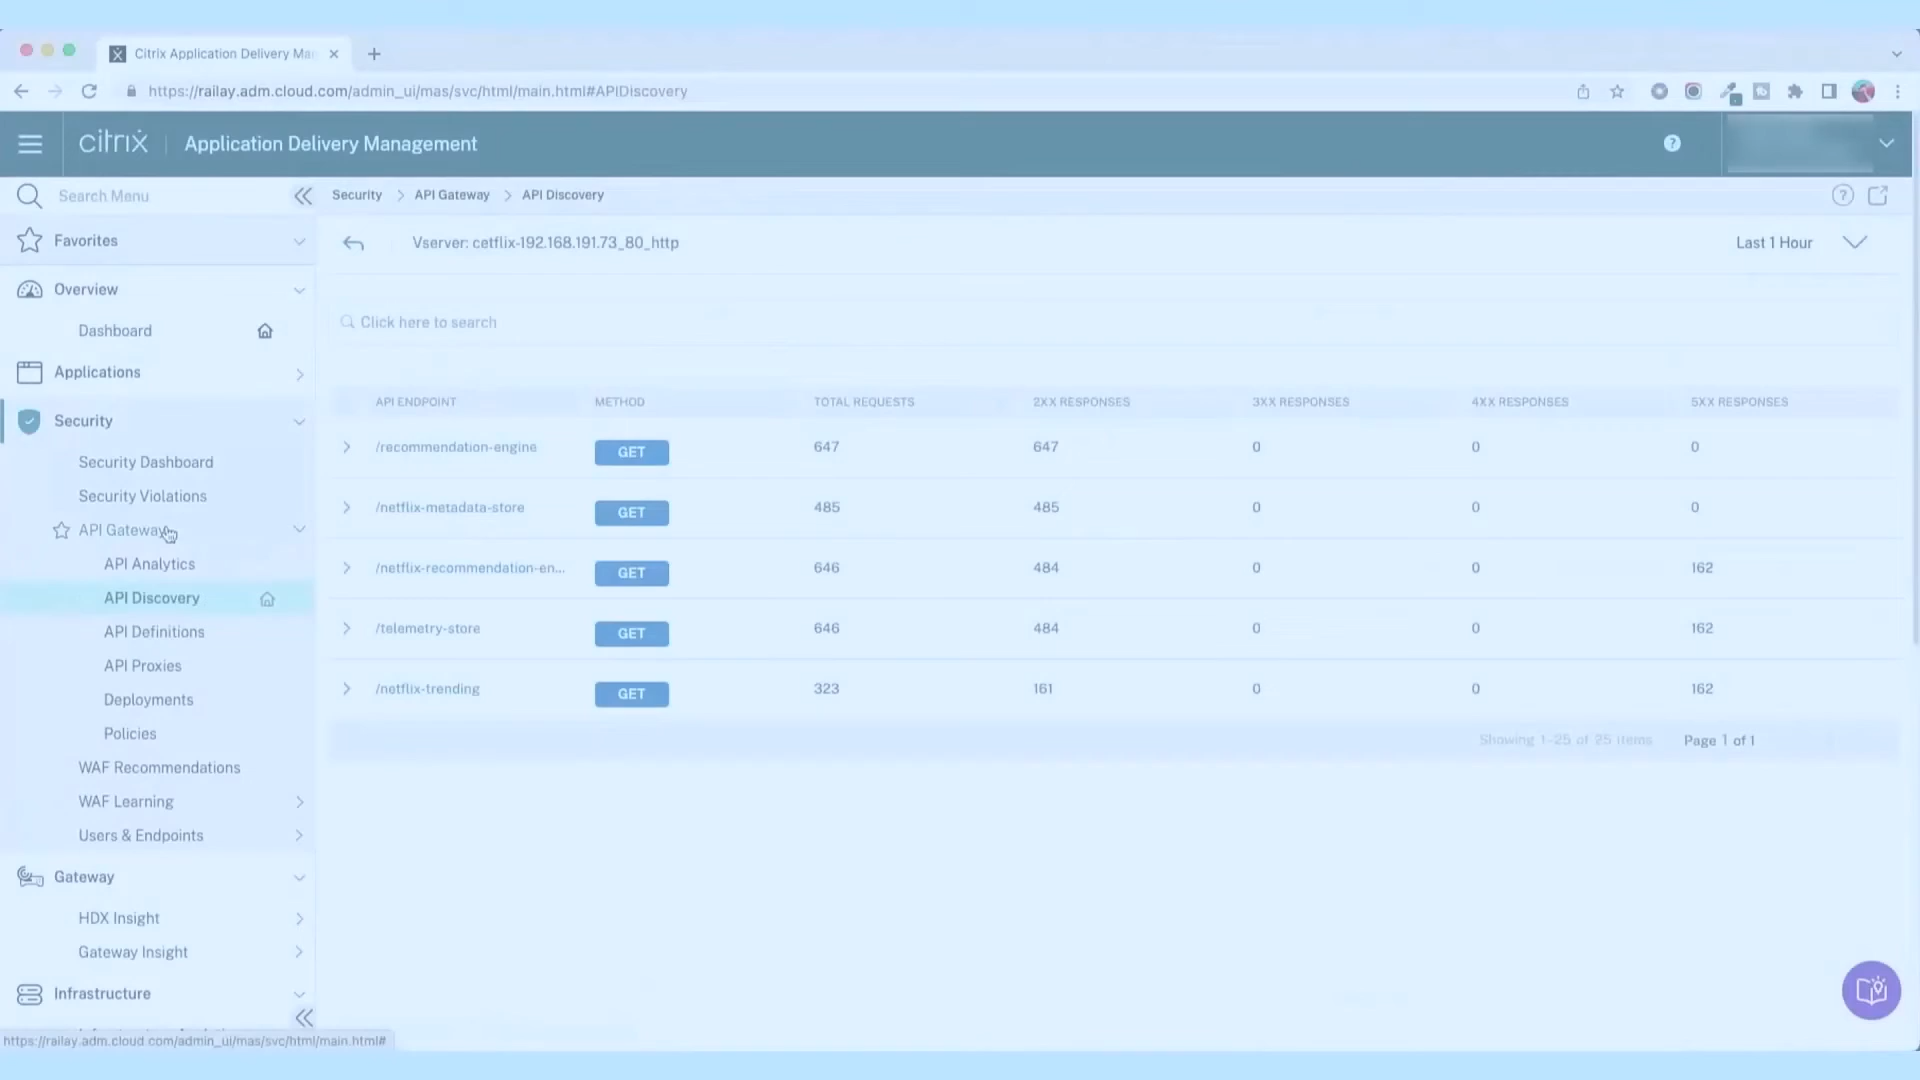 Citrix Application Delivery Ma
https://railay.adm.cloud.com/admin_ui/mas/svc/html/main.html#APIDiscovery
citrix Application Delivery Management
?
Search Menu
Security > API Gateway > API Discovery
?
Favorites
Vserver: cetflix-192.168.191.73_80_http
Last 1 Hour
Overview
Dashboard
Click here to search
Applications
API ENDPOINT METHOD TOTAL REQUESTS 2XX RESPONSES 3XX RESPONSES 4XX RESPONSES 5XX RESPONSES
Security
/recommendation-engine GET 647 647 0 0 0
Security Dashboard
Security Violations
/netflix-metadata-store GET 485 485 0 0 0
API Gateway
API Analytics
/netflix-recommendation-en... GET 646 484 0 0 162
API Discovery
API Definitions
/telemetry-store GET 646 484 0 0 162
API Proxies
/netflix-trending GET 323 161 0 0 162
Deployments
Policies
Showing 1-25 of 25 items Page 1 of 1
WAF Recommendations
WAF Learning
Users & Endpoints
Gateway
HDX Insight
Gateway Insight
Infrastructure
https://railay.adm.cloud.com/admin_ui/mas/svc/html/main.html#